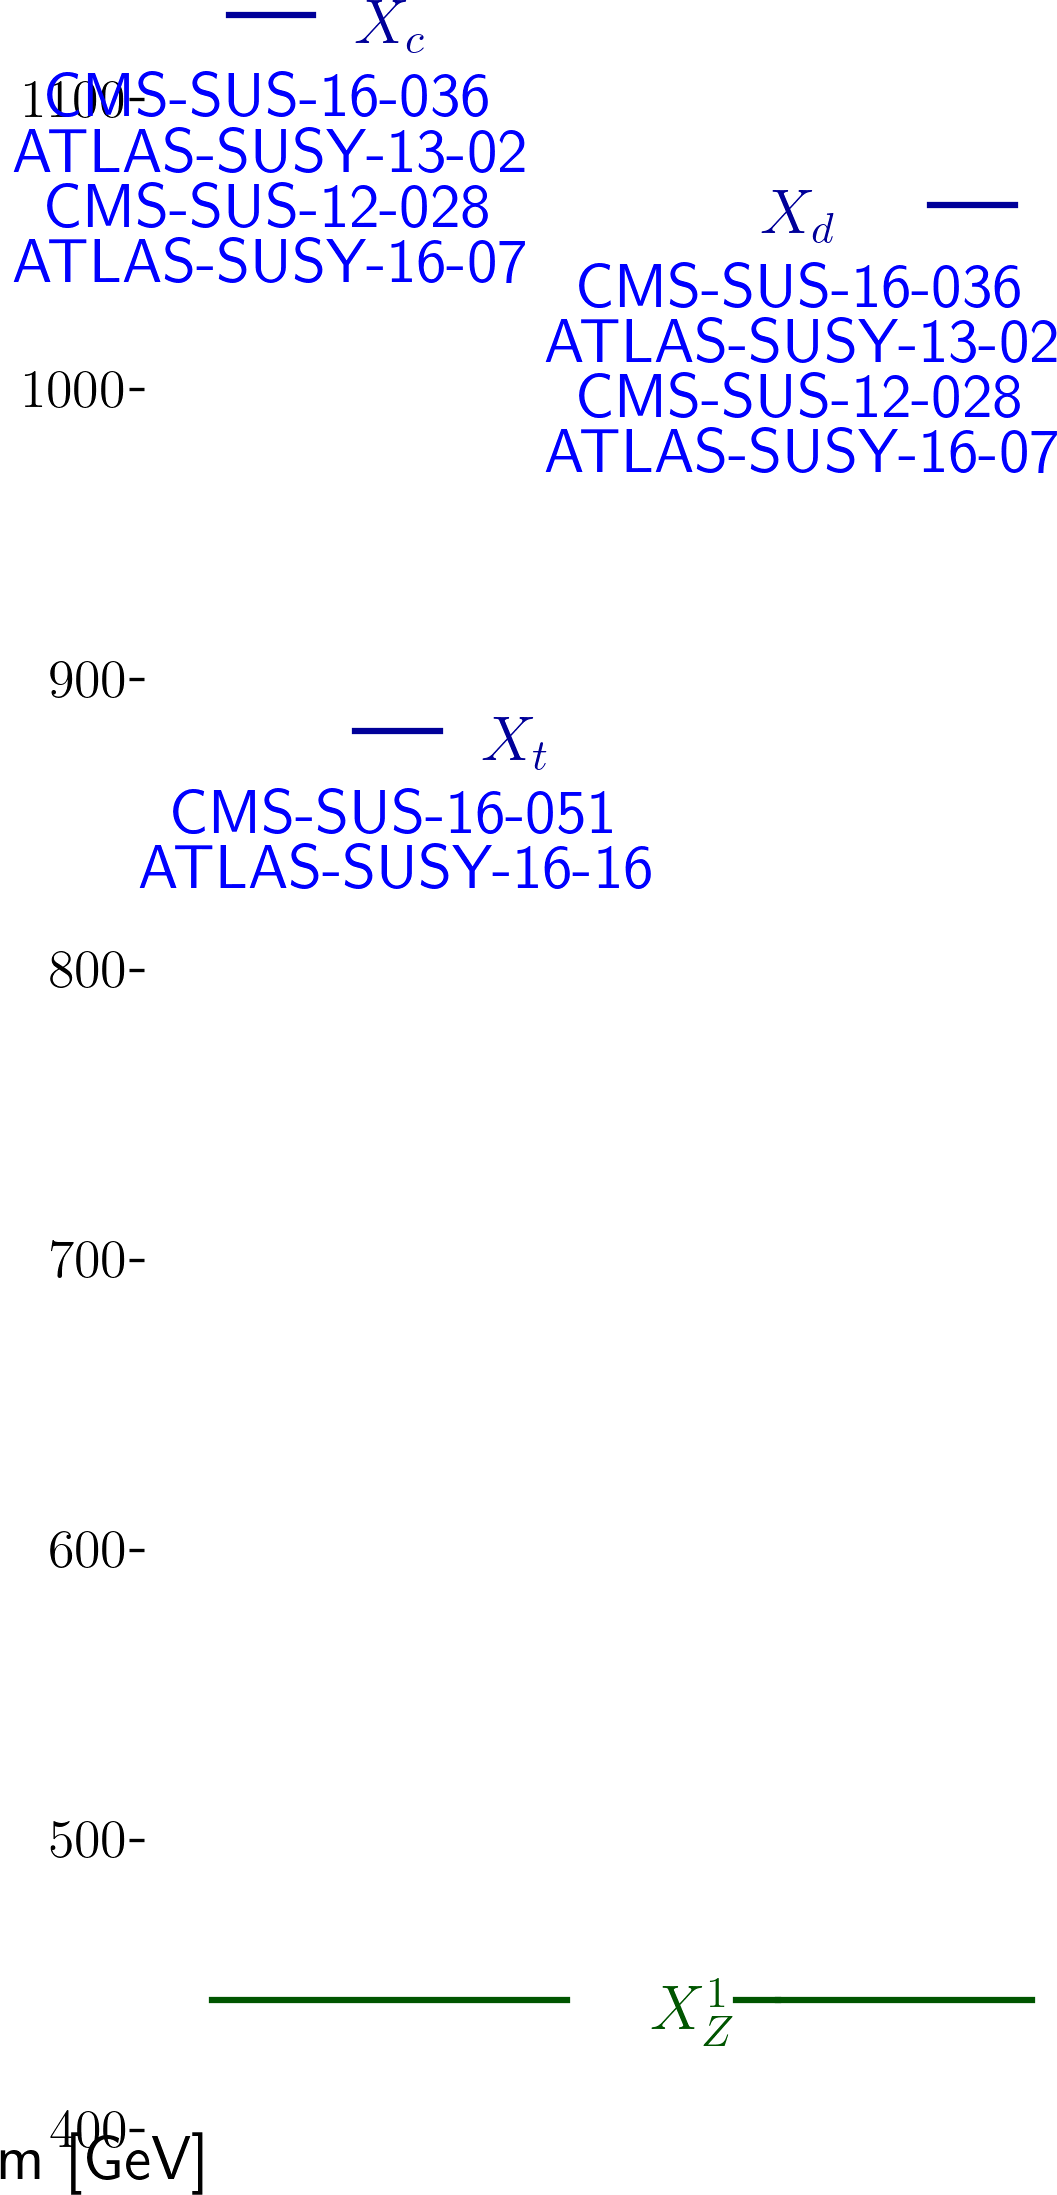 X_c
1100-
CMS-SUS-16-036
ATLAS-SUSY-13-02
CMS-SUS-12-028
ATLAS-SUSY-16-07
X_d
CMS-SUS-16-036
ATLAS-SUSY-13-02
CMS-SUS-12-028
ATLAS-SUSY-16-07
1000-
900-
X_t
CMS-SUS-16-051
ATLAS-SUSY-16-16
800-
700-
600-
500-
X_Z^1
400-
m [GeV]